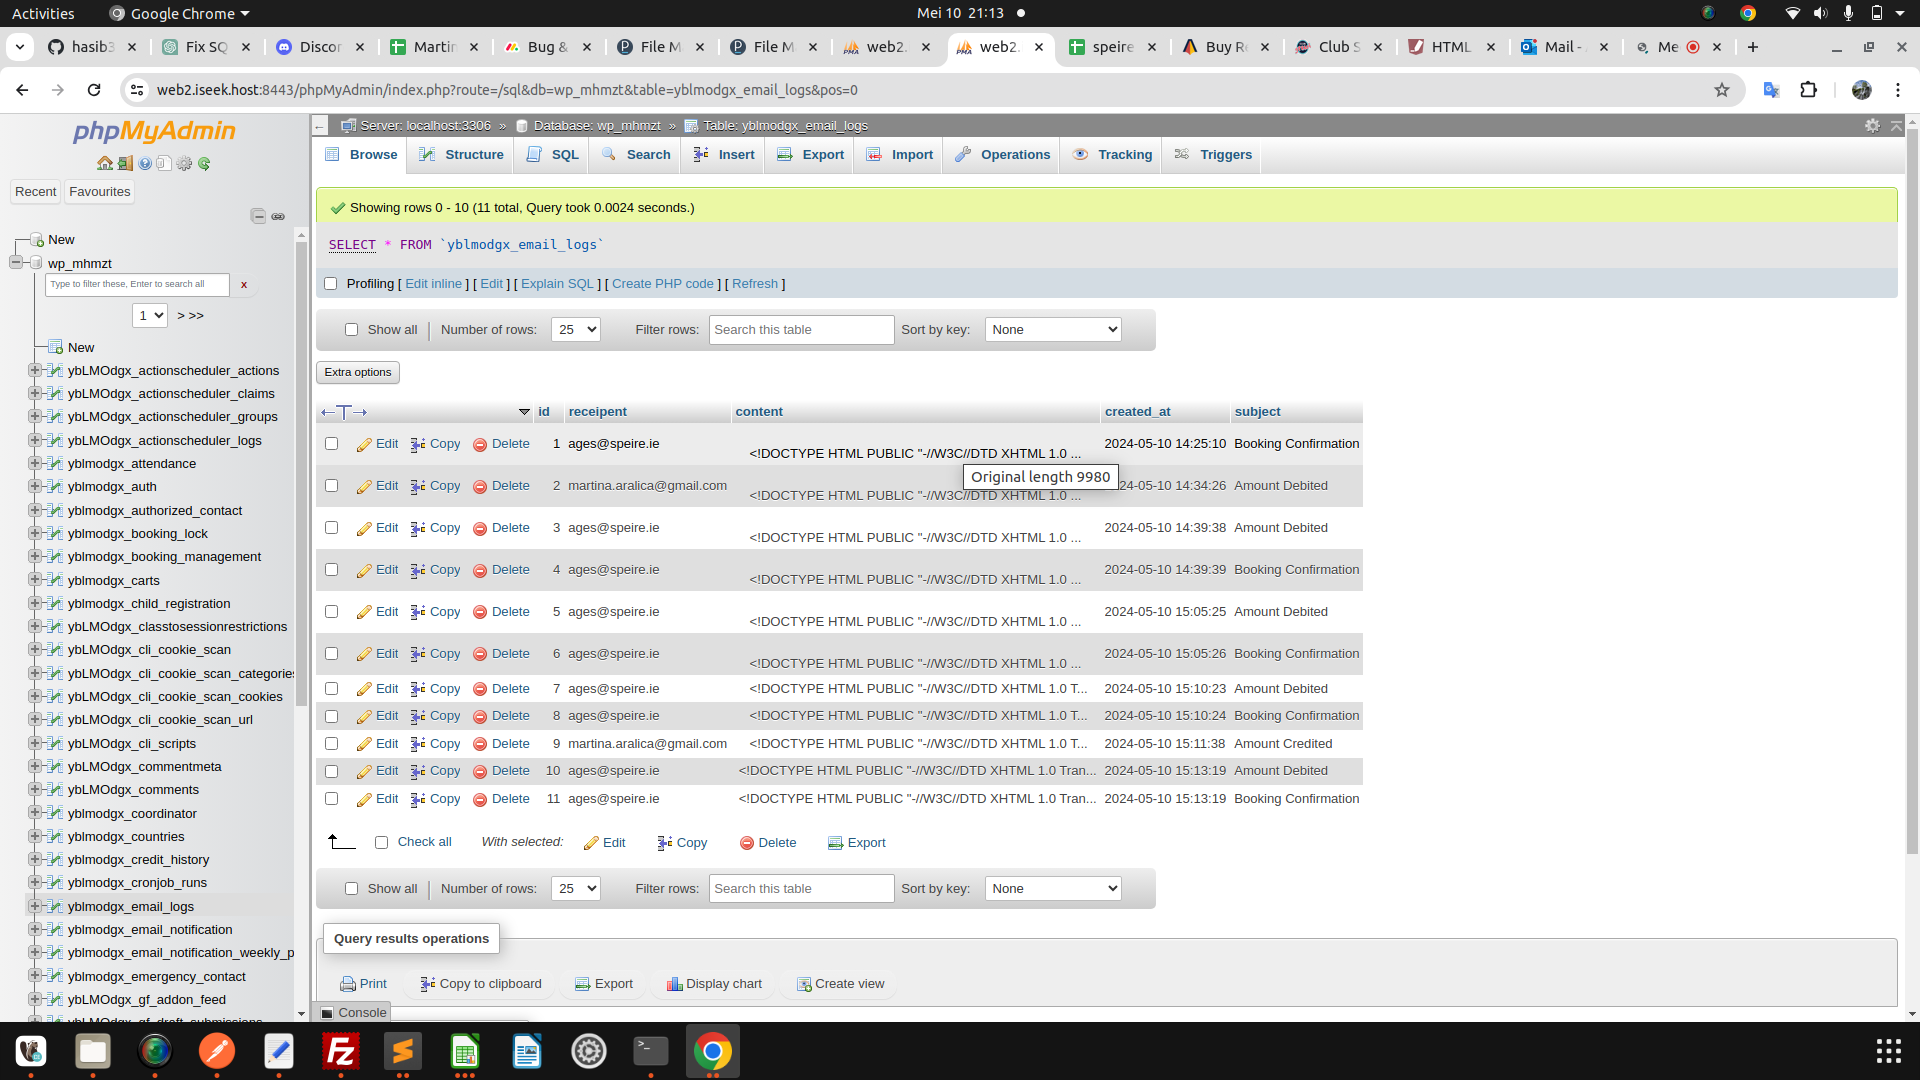 Activities
Google Chrome
Mei 10 21:13
hasib3
Fix SQ
Discor
Martin
Bug &
File M
File M
web2.
web2.
speire
Buy Re
Club S
HTML
Mail -
Me
web2.iseek.host:8443/phpMyAdmin/index.php?route=/sql&db=wp_mhmzt&table=yblmodgx_email_logs&pos=0
phpMyAdmin
Recent
Favourites
New
wp_mhmzt
Type to filter these, Enter to search all
x
1
> >>
New
ybLMOdgx_actionscheduler_actions
ybLMOdgx_actionscheduler_claims
ybLMOdgx_actionscheduler_groups
ybLMOdgx_actionscheduler_logs
yblmodgx_attendance
yblmodgx_auth
yblmodgx_authorized_contact
yblmodgx_booking_lock
yblmodgx_booking_management
yblmodgx_carts
yblmodgx_child_registration
ybLMOdgx_classtosessionrestrictions
ybLMOdgx_cli_cookie_scan
ybLMOdgx_cli_cookie_scan_categories
ybLMOdgx_cli_cookie_scan_cookies
ybLMOdgx_cli_cookie_scan_url
ybLMOdgx_cli_scripts
ybLMOdgx_commentmeta
ybLMOdgx_comments
yblmodgx_coordinator
yblmodgx_countries
yblmodgx_credit_history
yblmodgx_cronjob_runs
yblmodgx_email_logs
yblmodgx_email_notification
yblmodgx_email_notification_weekly_p
yblmodgx_emergency_contact
ybLMOdgx_gf_addon_feed
ybLMOdgx_gf_draft_submissions
Server: localhost:3306 » Database: wp_mhmzt » Table: yblmodgx_email_logs
Browse
Structure
SQL
Search
Insert
Export
Import
Operations
Tracking
Triggers
Showing rows 0 - 10 (11 total, Query took 0.0024 seconds.)
SELECT * FROM `yblmodgx_email_logs`
Profiling [ Edit inline ] [ Edit ] [ Explain SQL ] [ Create PHP code ] [ Refresh ]
Show all
Number of rows:
25
Filter rows:
Search this table
Sort by key:
None
Extra options
←T→ id receipent content created_at subject
Edit Copy Delete 1 ages@speire.ie <!DOCTYPE HTML PUBLIC "-//W3C//DTD XHTML 1.0 ... 2024-05-10 14:25:10 Booking Confirmation
Original length 9980
Edit Copy Delete 2 martina.aralica@gmail.com <!DOCTYPE HTML PUBLIC "-//W3C//DTD XHTML 1.0 ... 24-05-10 14:34:26 Amount Debited
Edit Copy Delete 3 ages@speire.ie <!DOCTYPE HTML PUBLIC "-//W3C//DTD XHTML 1.0 ... 2024-05-10 14:39:38 Amount Debited
Edit Copy Delete 4 ages@speire.ie <!DOCTYPE HTML PUBLIC "-//W3C//DTD XHTML 1.0 ... 2024-05-10 14:39:39 Booking Confirmation
Edit Copy Delete 5 ages@speire.ie <!DOCTYPE HTML PUBLIC "-//W3C//DTD XHTML 1.0 ... 2024-05-10 15:05:25 Amount Debited
Edit Copy Delete 6 ages@speire.ie <!DOCTYPE HTML PUBLIC "-//W3C//DTD XHTML 1.0 ... 2024-05-10 15:05:26 Booking Confirmation
Edit Copy Delete 7 ages@speire.ie <!DOCTYPE HTML PUBLIC "-//W3C//DTD XHTML 1.0 T... 2024-05-10 15:10:23 Amount Debited
Edit Copy Delete 8 ages@speire.ie <!DOCTYPE HTML PUBLIC "-//W3C//DTD XHTML 1.0 T... 2024-05-10 15:10:24 Booking Confirmation
Edit Copy Delete 9 martina.aralica@gmail.com <!DOCTYPE HTML PUBLIC "-//W3C//DTD XHTML 1.0 T... 2024-05-10 15:11:38 Amount Credited
Edit Copy Delete 10 ages@speire.ie <!DOCTYPE HTML PUBLIC "-//W3C//DTD XHTML 1.0 Tran... 2024-05-10 15:13:19 Amount Debited
Edit Copy Delete 11 ages@speire.ie <!DOCTYPE HTML PUBLIC "-//W3C//DTD XHTML 1.0 Tran... 2024-05-10 15:13:19 Booking Confirmation
Check all With selected: Edit Copy Delete Export
Show all
Number of rows:
25
Filter rows:
Search this table
Sort by key:
None
Query results operations
Print
Copy to clipboard
Export
Display chart
Create view
Console